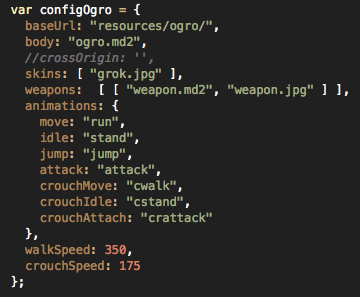 var configOgro = {
  baseUrl: "resources/ogro/",
  body: "ogro.md2",
  //crossOrigin: '',
  skins: [ "grok.jpg" ],
  weapons:  [ [ "weapon.md2", "weapon.jpg" ] ],
  animations: {
    move: "run",
    idle: "stand",
    jump: "jump",
    attack: "attack",
    crouchMove: "cwalk",
    crouchIdle: "cstand",
    crouchAttach: "crattack"
  },
  walkSpeed: 350,
  crouchSpeed: 175
};